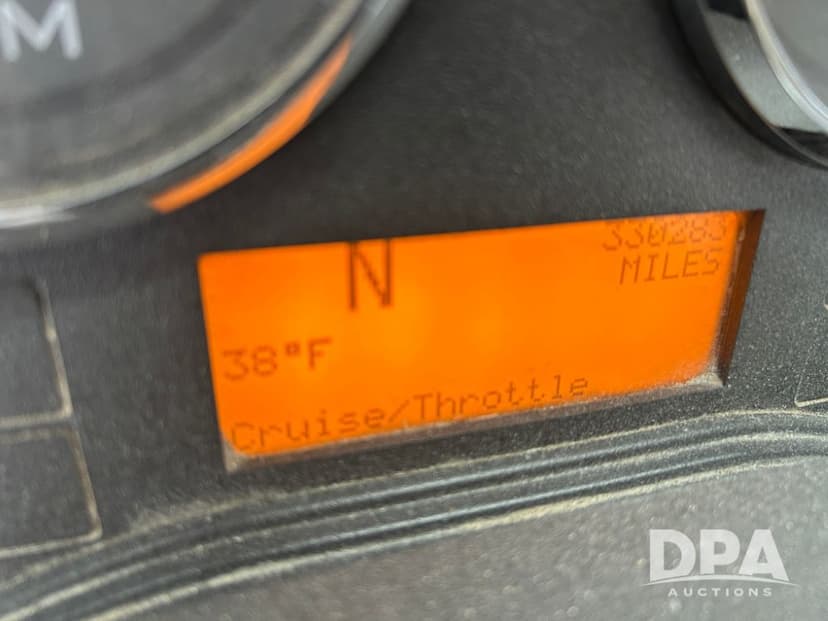 M
N
330283
MILES
38°F
Cruise/Throttle
DPA
AUCTIONS